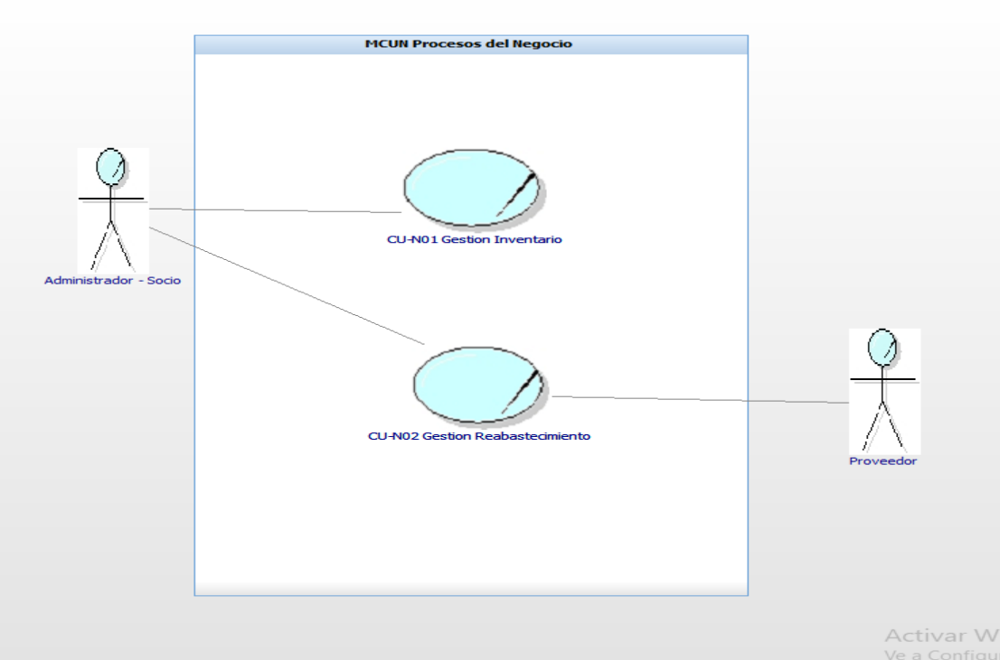 MCUN Procesos del Negocio
CU-N01 Gestion Inventario
Administrador - Socio
CU-N02 Gestion Reabastecimiento
Proveedor
Activar W
Ve a Configu